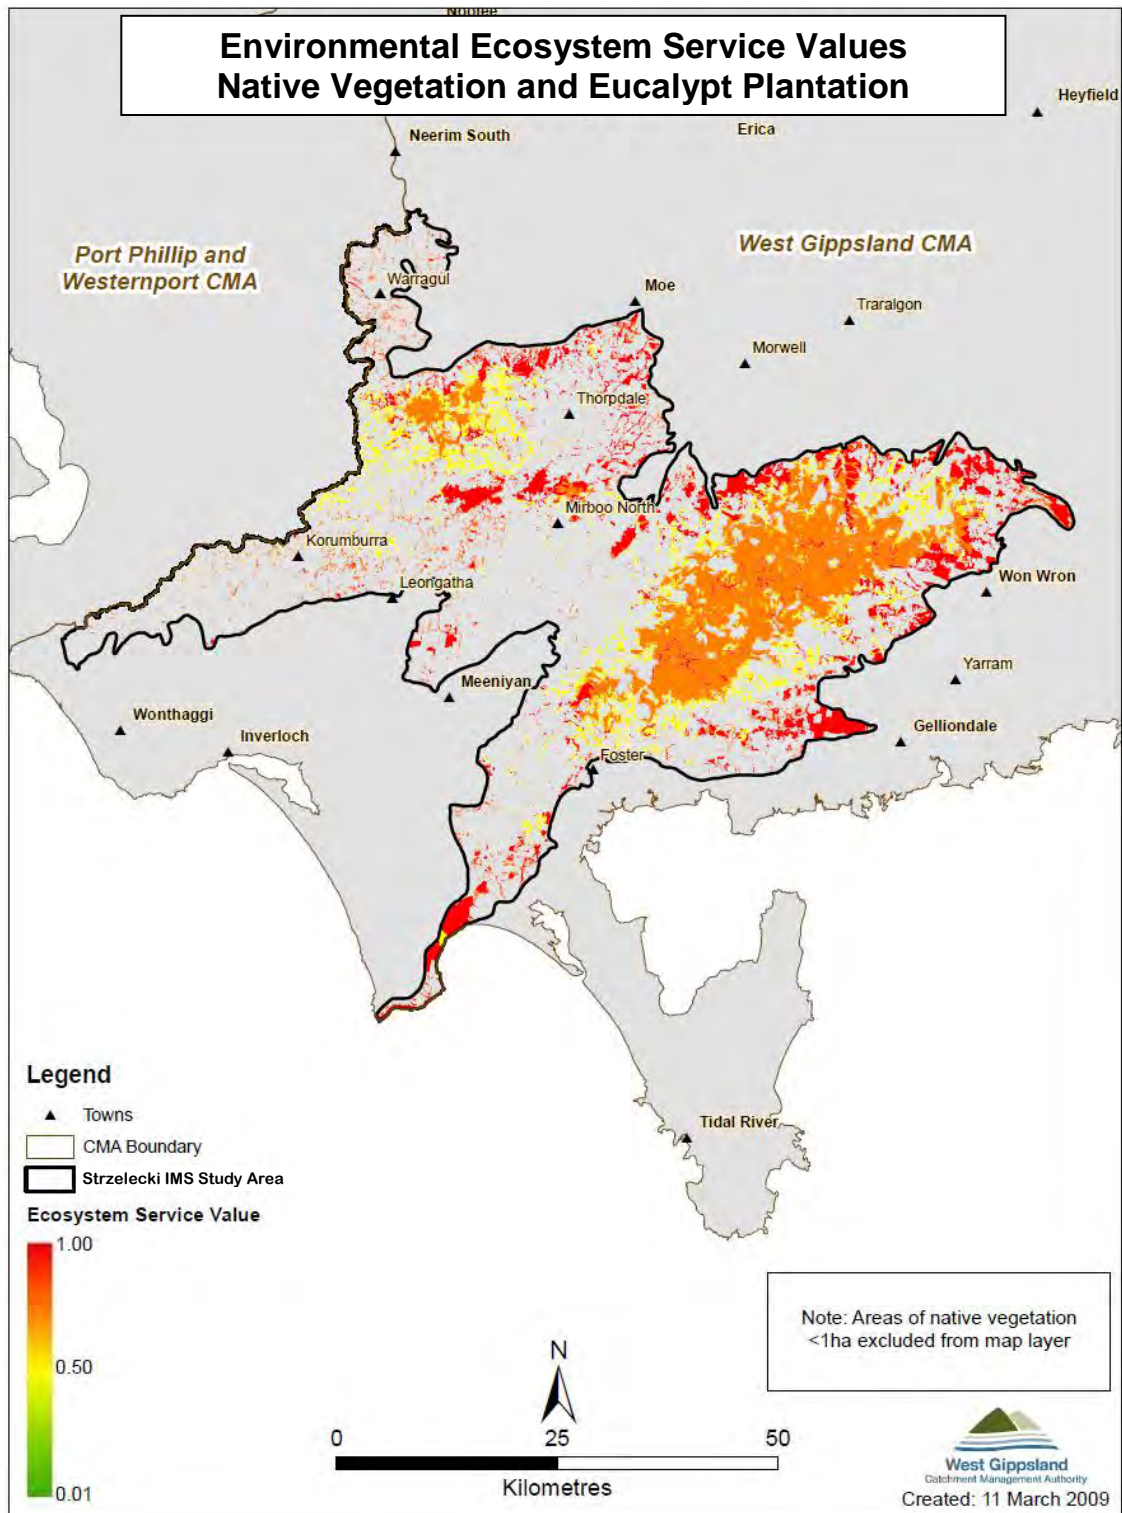 Noojee
Environmental Ecosystem Service Values
Native Vegetation and Eucalypt Plantation
Heyfield
Erica
Neerim South
Port Phillip and
Westernport CMA
West Gippsland CMA
Warragul
Moe
Traralgon
Morwell
Thorpdale
Mirboo North
Korumburra
Leongatha
Won Wron
Yarram
Meeniyan
Wonthaggi
Inverloch
Gelliondale
Foster
Tidal River
Legend
Towns
CMA Boundary
Strzelecki IMS Study Area
Ecosystem Service Value
1.00
0.50
0.01
Note: Areas of native vegetation
<1ha excluded from map layer
N
0 25 50
Kilometres
West Gippsland
Catchment Management Authority
Created: 11 March 2009